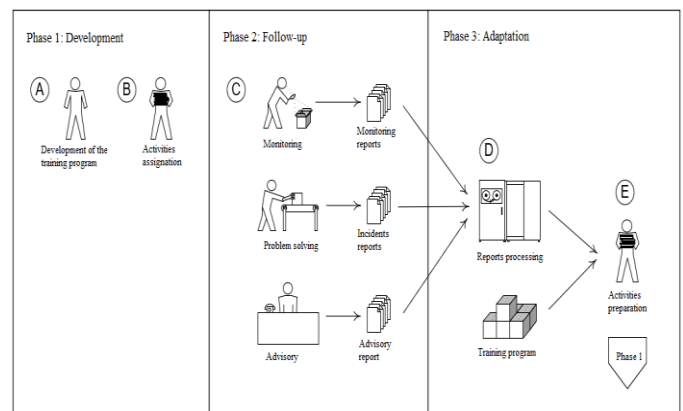 Phase 1: Development
A
Development of the
training program
B
Activities
assignation
Phase 2: Follow-up
C
Monitoring
Monitoring
reports
Problem solving
Incidents
reports
Advisory
Advisory
report
Phase 3: Adaptation
D
Reports processing
Training program
E
Activities
preparation
Phase 1